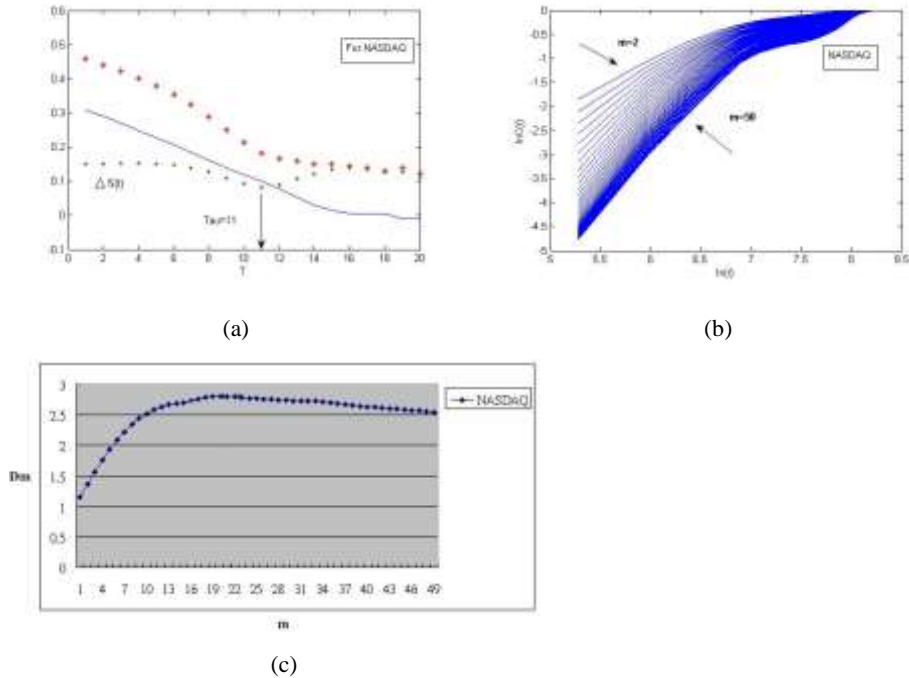 0.6
0.5
0.4
0.3
0.2
0.1
0
-0.1
For NASDAQ
△ S(t)
Tau=11
0 2 4 6 8 10 12 14 16 18 20
T
(a)
0
-0.5
-1
-1.5
-2
-2.5
-3
-3.5
-4
-4.5
-5
lnC(r)
m=2
NASDAQ
m=50
5 5.5 6 6.5 7 7.5 8 8.5
ln(r)
(b)
3
2.5
2
1.5
1
0.5
0
Dm
NASDAQ
1 4 7 10 13 16 19 22 25 28 31 34 37 40 43 46 49
m
(c)